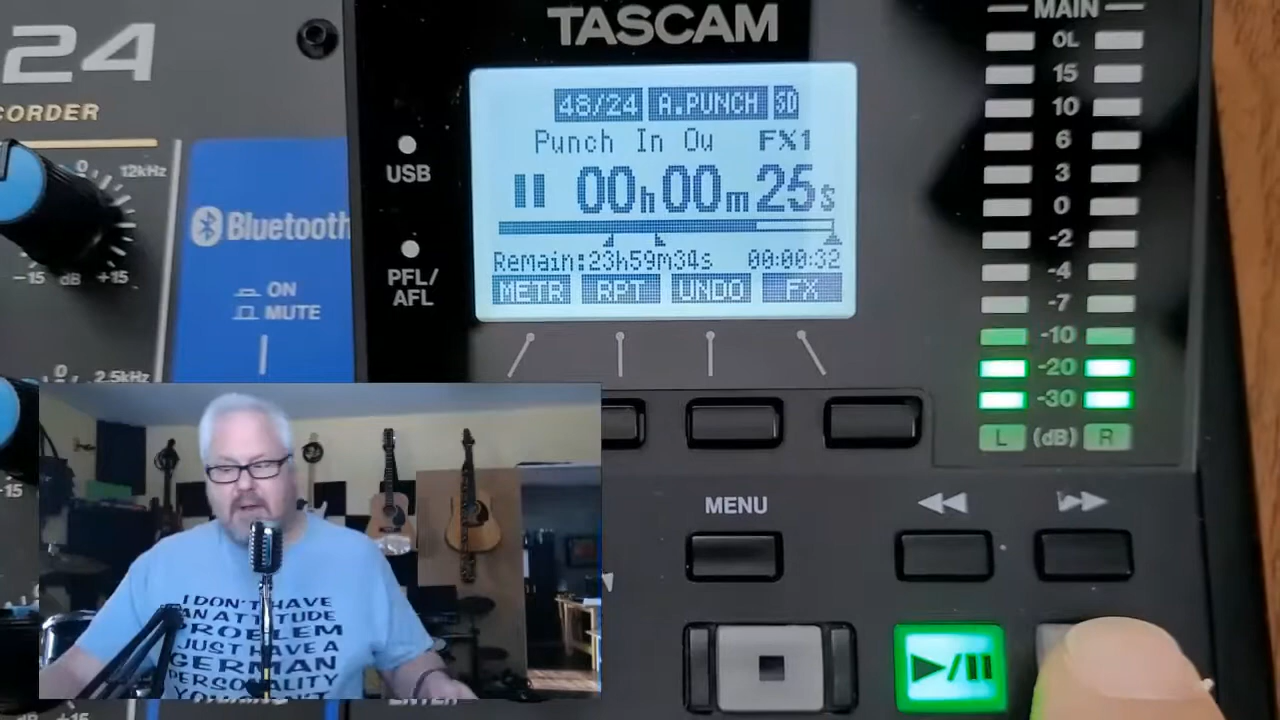 24
CORDER
0
12kHz
-15 dB +15
Bluetooth
ON
MUTE
0
2.5kHz
-15
+15
USB
PFL/
AFL
TASCAM
48/24 A.PUNCH SD
Punch In Ou FX1
00h00m25s
Remain:23h59m34s 00:00:32
METR RPT UNDO FX
MAIN
OL
15
10
6
3
0
-2
-4
-7
-10
-20
-30
L (dB) R
MENU
ENTER
I DON'T HAVE
AN ATTITUDE
PROBLEM
JUST HAVE A
GERMAN
PERSONALITY